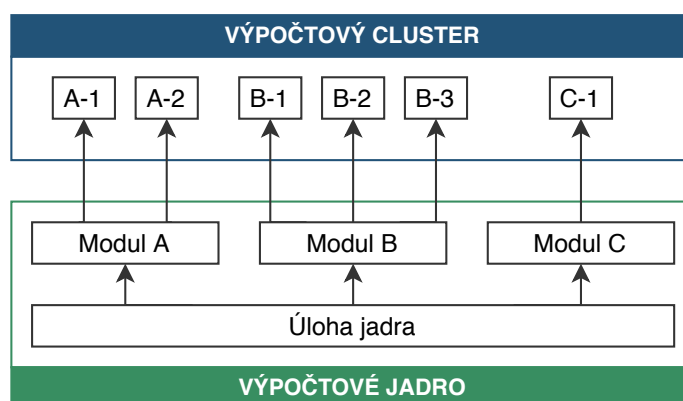 VÝPOČTOVÝ CLUSTER
A-1 A-2 B-1 B-2 B-3 C-1
Modul A Modul B Modul C
Úloha jadra
VÝPOČTOVÉ JADRO